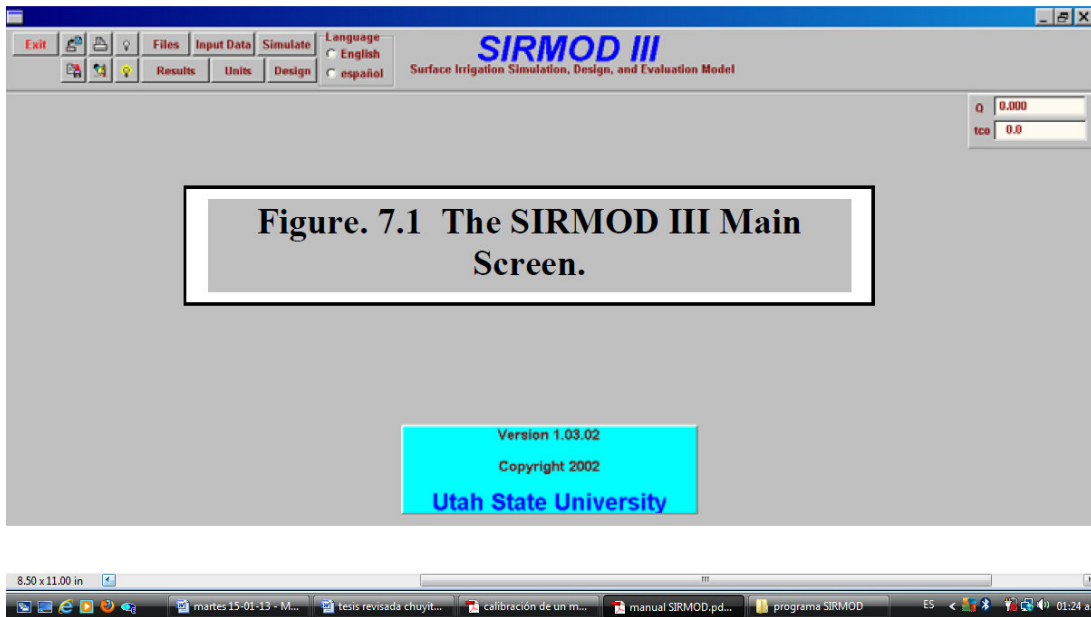 Exit Files Input Data Simulate Language
English
Results Units Design español
SIRMOD III
Surface Irrigation Simulation, Design, and Evaluation Model
Q 0.000
tco 0.0
Figure. 7.1 The SIRMOD III Main
Screen.
Version 1.03.02
Copyright 2002
Utah State University
8.50 x 11.00 in
martes 15-01-13 - M... tesis revisada chuyit... calibración de un m... manual SIRMOD.pd... programa SIRMOD ES 01:24 a.